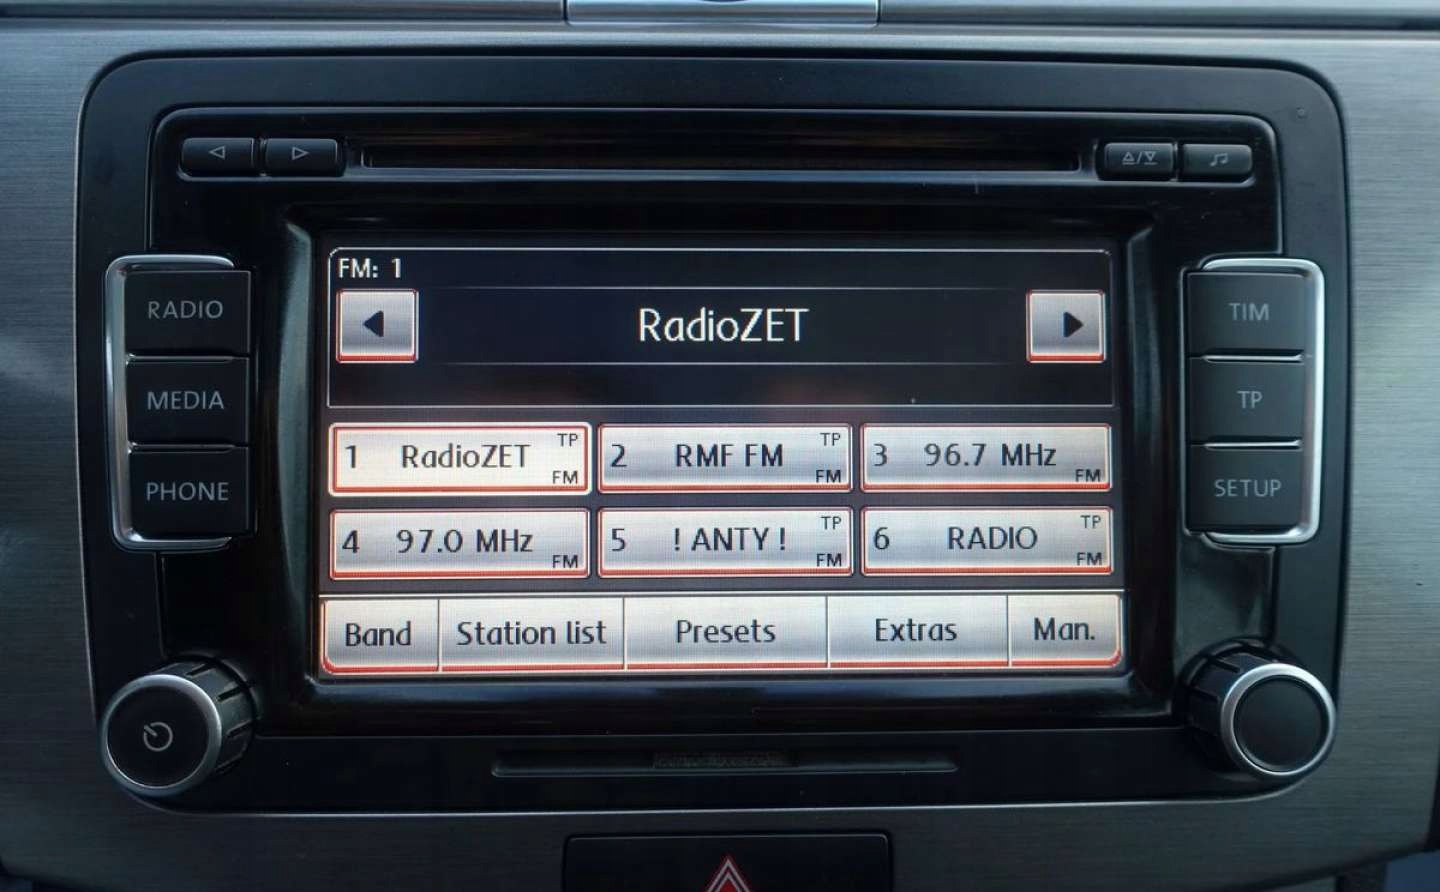 FM: 1
RadioZET
RADIO
MEDIA
PHONE
TIM
TP
SETUP
1 RadioZET TP FM
2 RMF FM TP FM
3 96.7 MHz FM
4 97.0 MHz FM
5 ! ANTY ! TP FM
6 RADIO TP FM
Band
Station list
Presets
Extras
Man.